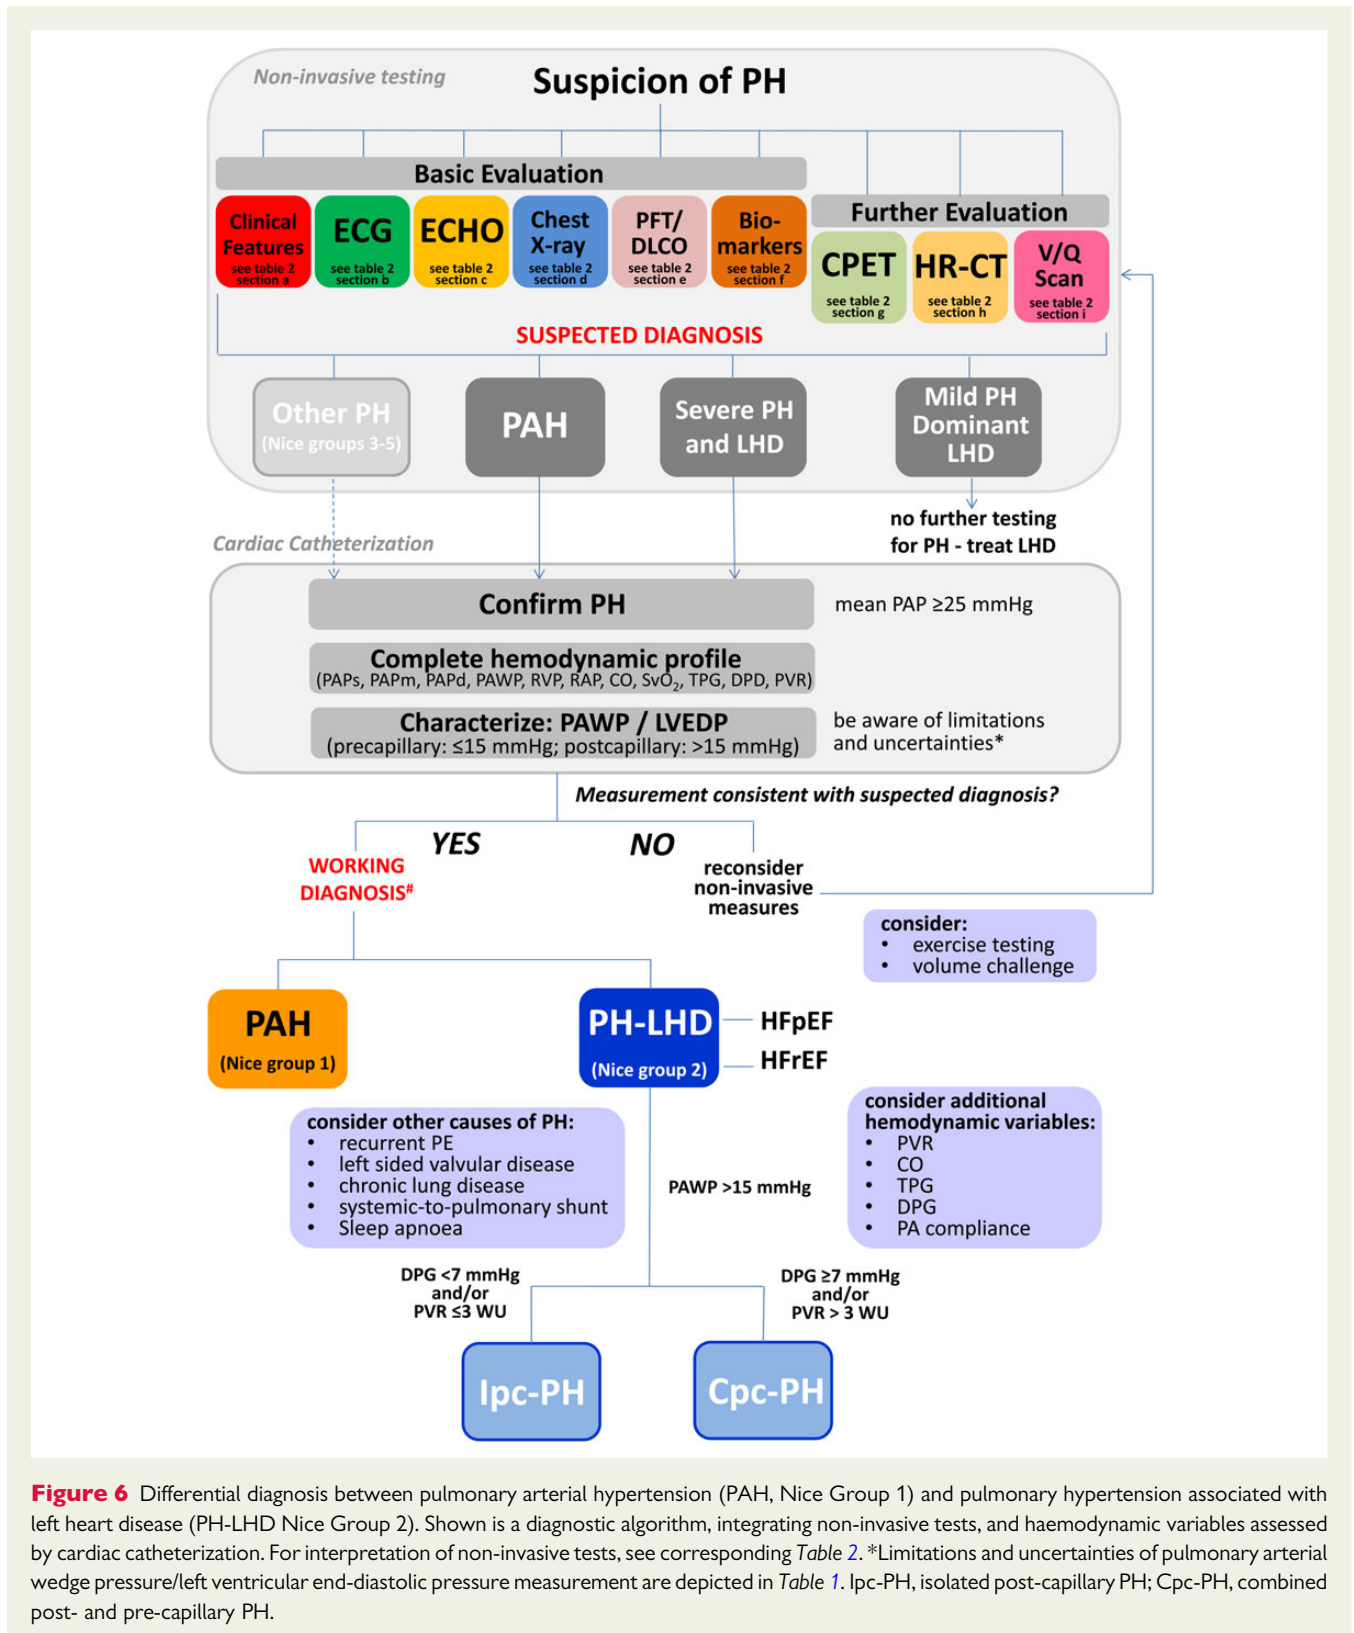 Non-invasive testing
Suspicion of PH
Basic Evaluation
Further Evaluation
Clinical
Features
see table 2
section a
ECG
see table 2
section b
ECHO
see table 2
section c
Chest
X-ray
see table 2
section d
PFT/
DLCO
see table 2
section e
Bio-
markers
see table 2
section f
CPET
see table 2
section g
HR-CT
see table 2
section h
V/Q
Scan
see table 2
section i
SUSPECTED DIAGNOSIS
Other PH
(Nice groups 3-5)
PAH
Severe PH
and LHD
Mild PH
Dominant
LHD
no further testing
for PH - treat LHD
Cardiac Catheterization
Confirm PH
mean PAP ≥25 mmHg
Complete hemodynamic profile
(PAPs, PAPm, PAPd, PAWP, RVP, RAP, CO, SvO₂, TPG, DPD, PVR)
Characterize: PAWP / LVEDP
(precapillary: ≤15 mmHg; postcapillary: >15 mmHg)
be aware of limitations
and uncertainties*
Measurement consistent with suspected diagnosis?
YES
NO
WORKING
DIAGNOSIS#
reconsider
non-invasive
measures
consider:
• exercise testing
• volume challenge
PAH
(Nice group 1)
PH-LHD
(Nice group 2)
HFpEF
HFrEF
consider other causes of PH:
• recurrent PE
• left sided valvular disease
• chronic lung disease
• systemic-to-pulmonary shunt
• Sleep apnoea
PAWP >15 mmHg
consider additional
hemodynamic variables:
• PVR
• CO
• TPG
• DPG
• PA compliance
DPG <7 mmHg
and/or
PVR ≤3 WU
DPG ≥7 mmHg
and/or
PVR > 3 WU
Ipc-PH
Cpc-PH
Figure 6 Differential diagnosis between pulmonary arterial hypertension (PAH, Nice Group 1) and pulmonary hypertension associated with
left heart disease (PH-LHD Nice Group 2). Shown is a diagnostic algorithm, integrating non-invasive tests, and haemodynamic variables assessed
by cardiac catheterization. For interpretation of non-invasive tests, see corresponding Table 2. *Limitations and uncertainties of pulmonary arterial
wedge pressure/left ventricular end-diastolic pressure measurement are depicted in Table 1. Ipc-PH, isolated post-capillary PH; Cpc-PH, combined
post- and pre-capillary PH.